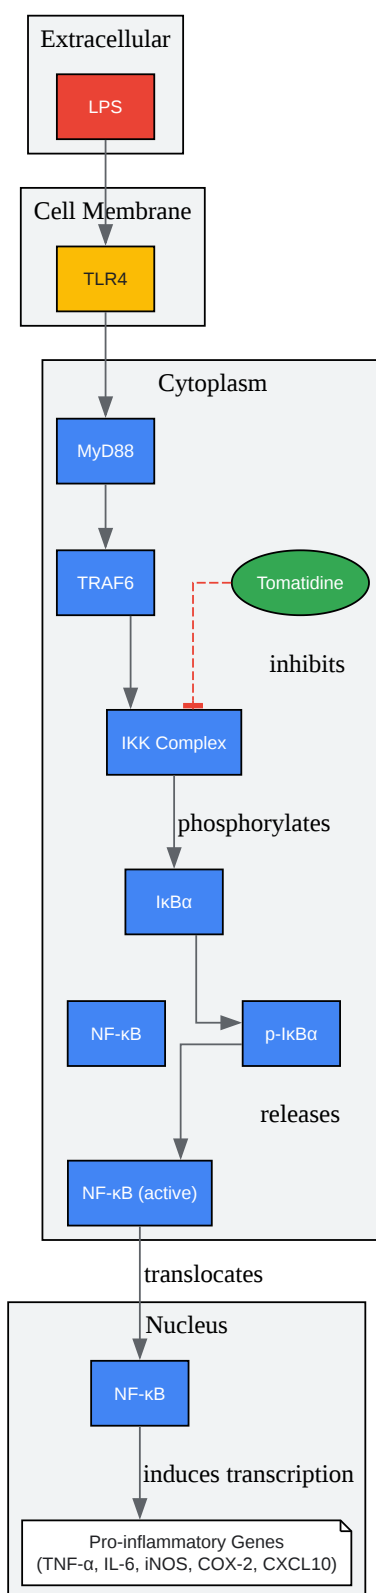 Extracellular
LPS
Cell Membrane
TLR4
Cytoplasm
MyD88
TRAF6
Tomatidine
inhibits
IKK Complex
phosphorylates
IκBα
NF-κB
p-IκBα
releases
NF-κB (active)
translocates
Nucleus
NF-κB
induces transcription
Pro-inflammatory Genes
(TNF-α, IL-6, iNOS, COX-2, CXCL10)